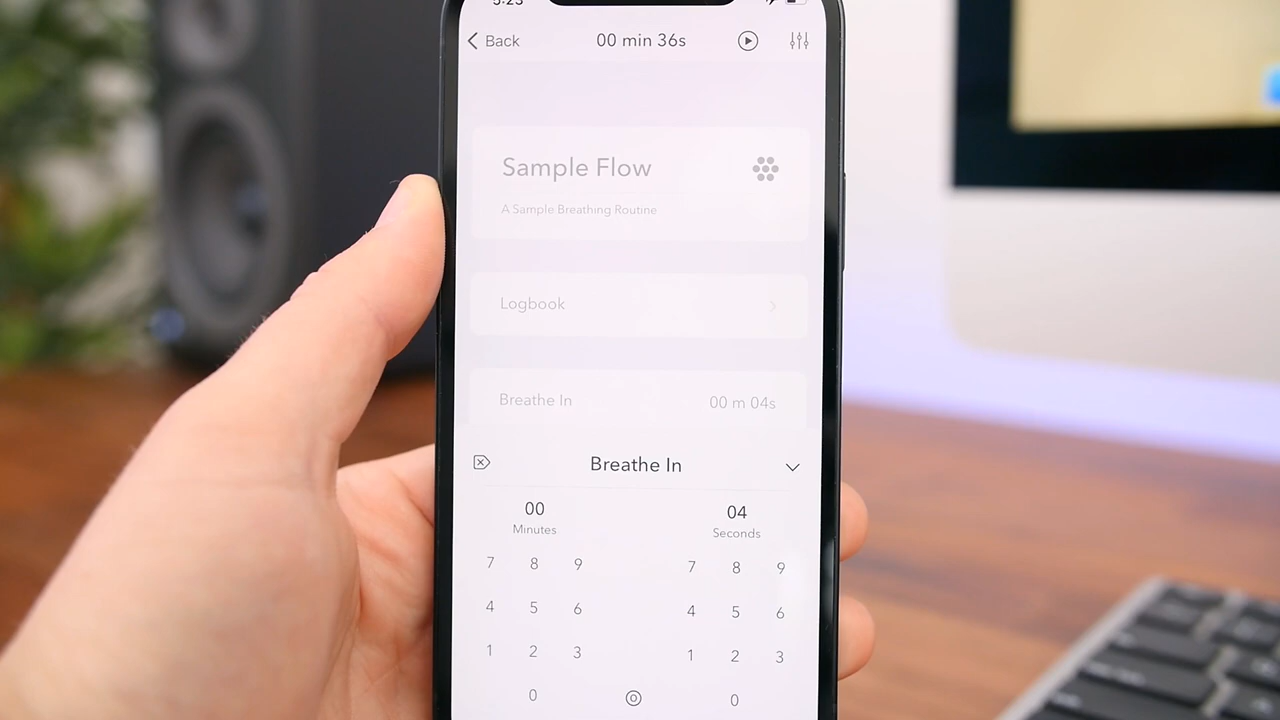 5:23
Back 00 min 36s
Sample Flow
A Sample Breathing Routine
Logbook
Breathe In 00 m 04s
Breathe In
00 04
Minutes Seconds
7 8 9 7 8 9
4 5 6 4 5 6
1 2 3 1 2 3
0 0